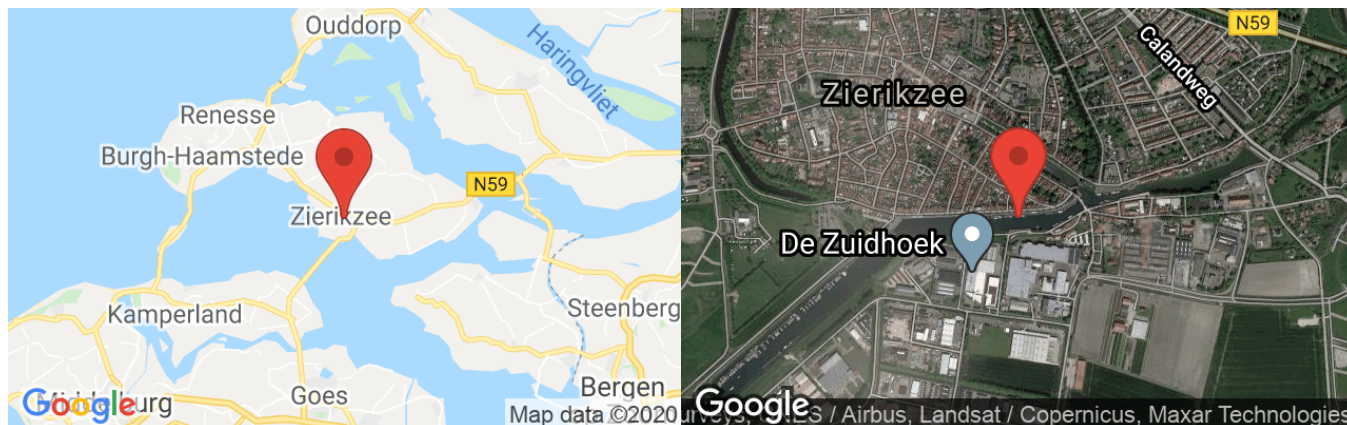 Ouddorp
Haringvliet
Renesse
Burgh-Haamstede
N59
Zierikzee
Kamperland
Steenberg
Goes
Bergen
Middelburg
Google
Map data ©2020
N59
Calandweg
Zierikzee
De Zuidhoek
Google
/ Airbus, Landsat / Copernicus, Maxar Technologies